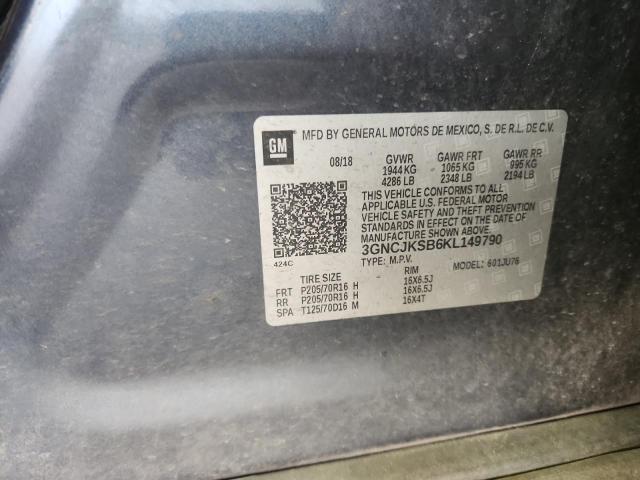 GM
MFD BY GENERAL MOTORS DE MEXICO, S. DE R.L. DE C.V.
08/18 GVWR GAWR FRT GAWR RR
1944 KG 1065 KG 995 KG
4286 LB 2348 LB 2194 LB
THIS VEHICLE CONFORMS TO ALL
APPLICABLE U.S. FEDERAL MOTOR
VEHICLE SAFETY AND THEFT PREVENTION
STANDARDS IN EFFECT ON THE DATE OF
MANUFACTURE SHOWN ABOVE.
3GNCJKSB6KL149790
424C TYPE: M.P.V. MODEL: 601JU76
TIRE SIZE RIM
FRT P205/70R16 H 16X6.5J
RR P205/70R16 H 16X6.5J
SPA T125/70D16 M 16X4T